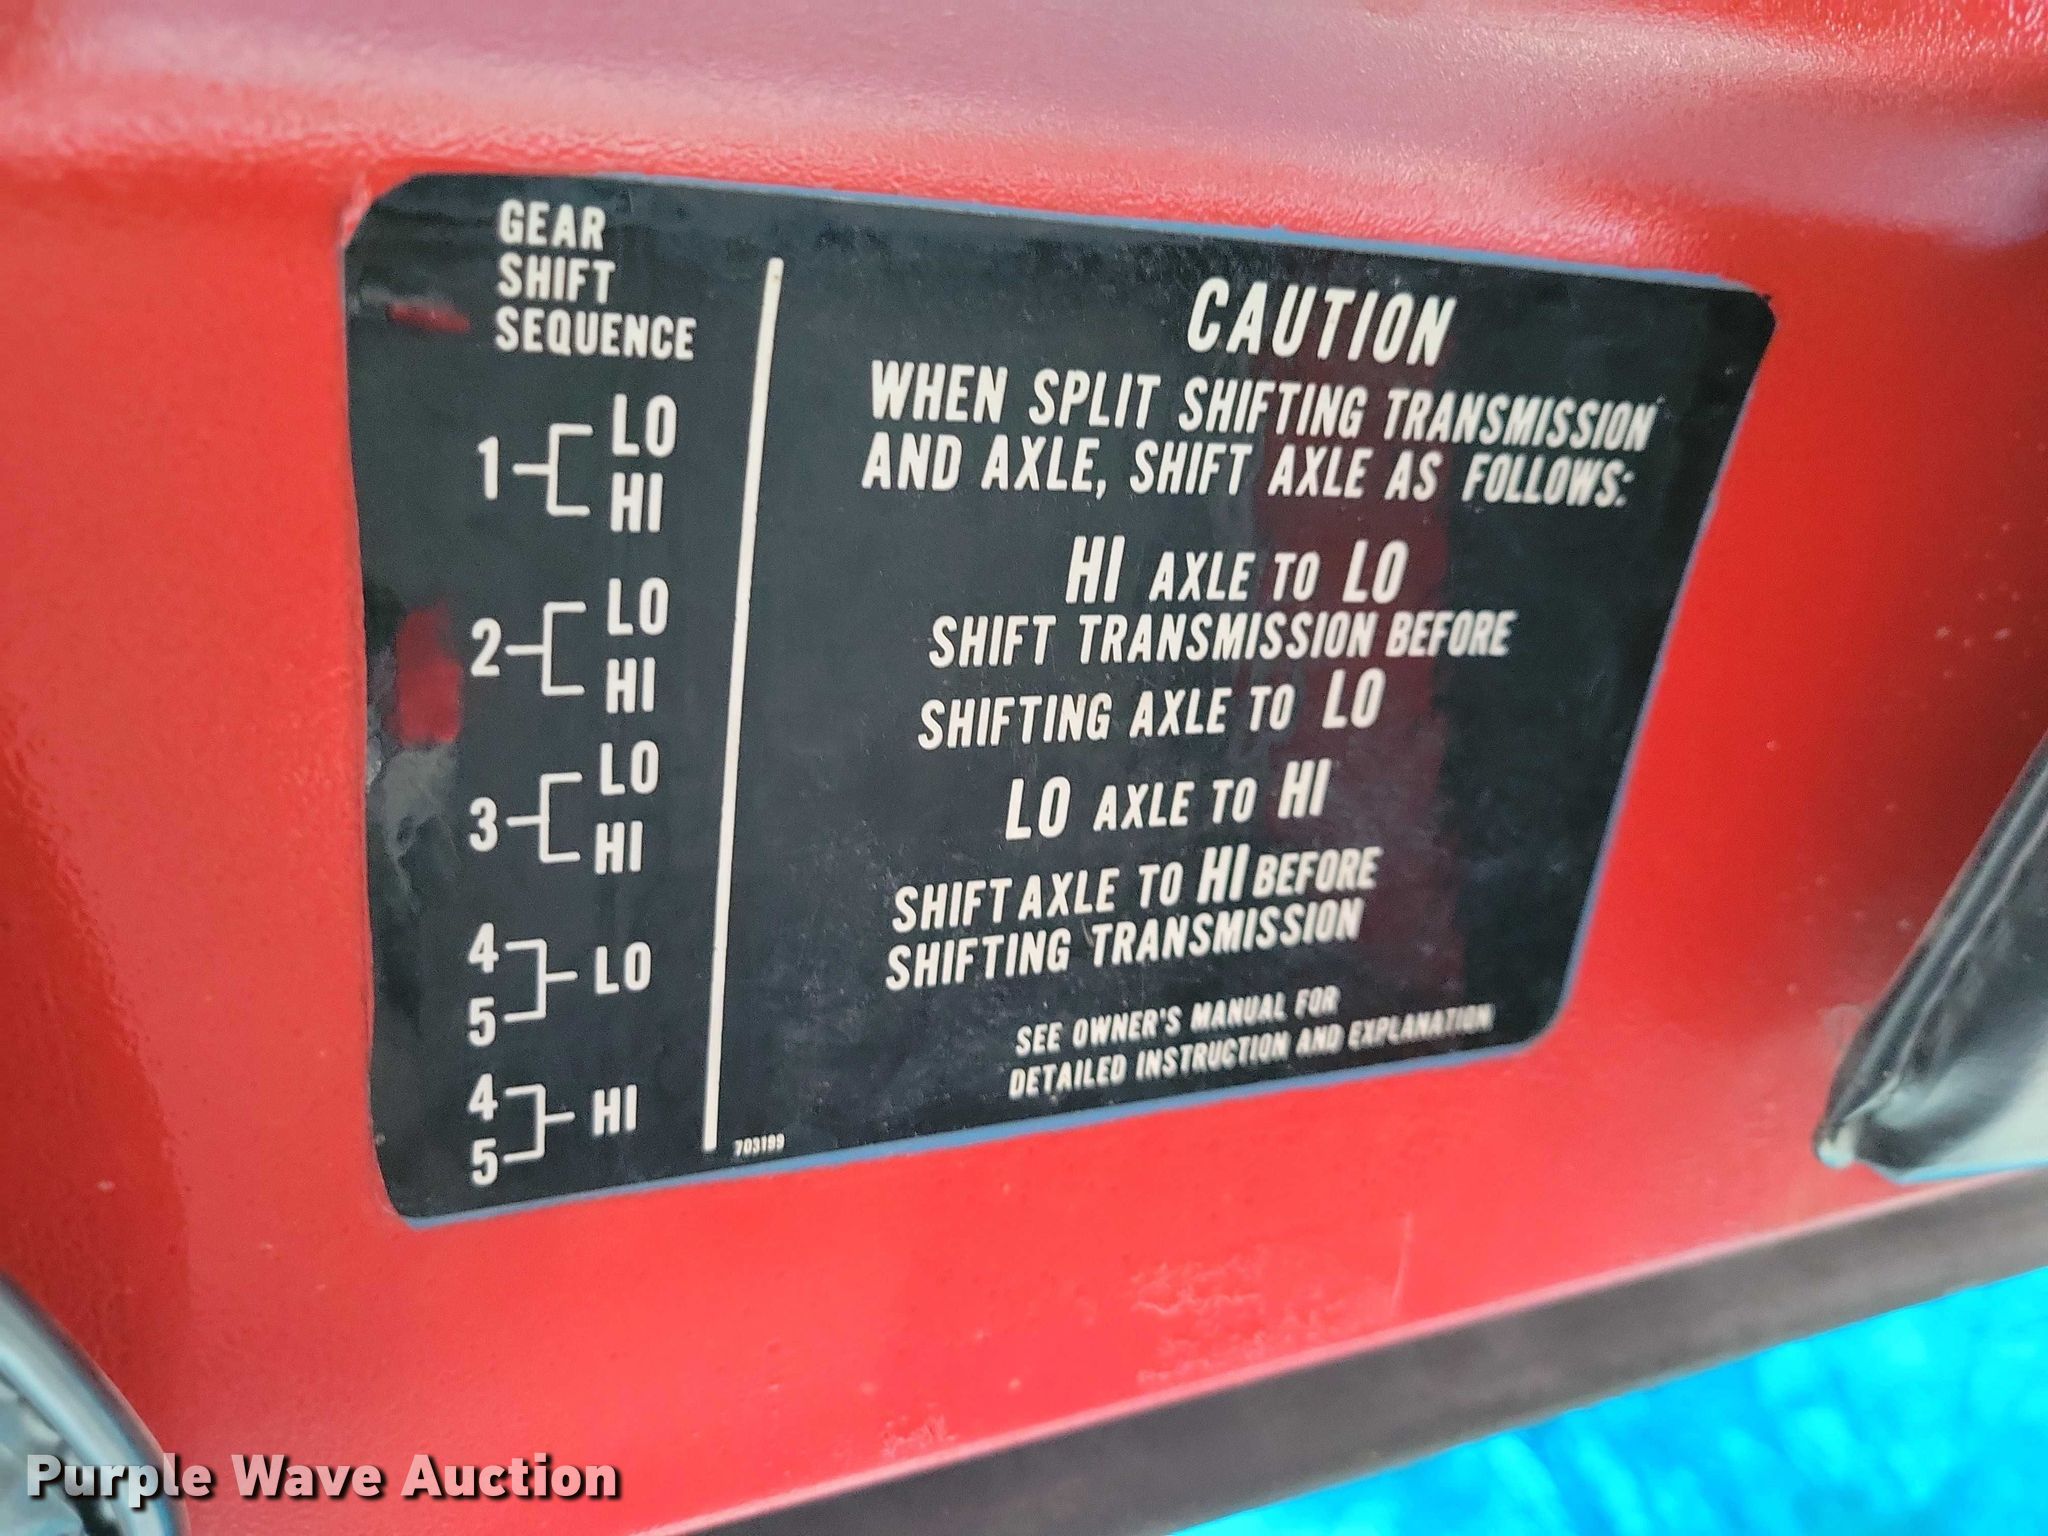 GEAR
SHIFT
SEQUENCE
1 LO
HI
2 LO
HI
3 LO
HI
4
5 LO
4
5 HI
CAUTION
WHEN SPLIT SHIFTING TRANSMISSION
AND AXLE, SHIFT AXLE AS FOLLOWS:
HI AXLE TO LO
SHIFT TRANSMISSION BEFORE
SHIFTING AXLE TO LO
LO AXLE TO HI
SHIFT AXLE TO HI BEFORE
SHIFTING TRANSMISSION
SEE OWNER'S MANUAL FOR
DETAILED INSTRUCTION AND EXPLANATION
703199
Purple Wave Auction